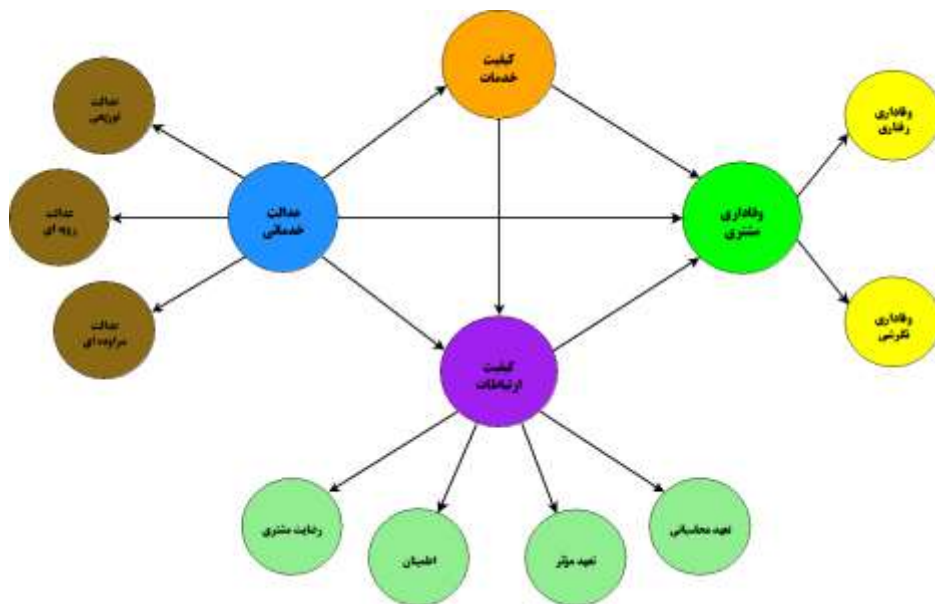 کیفیت
خدمات
عدالت
توزیعی
وفاداری
رفتاری
عدالت
رویه ای
عدالت
خدماتی
وفاداری
مشتری
عدالت
مراوده ای
وفاداری
نگرشی
کیفیت
ارتباطات
رضایت مشتری
اطمینان
تعهد مؤثر
تعهد محاسباتی